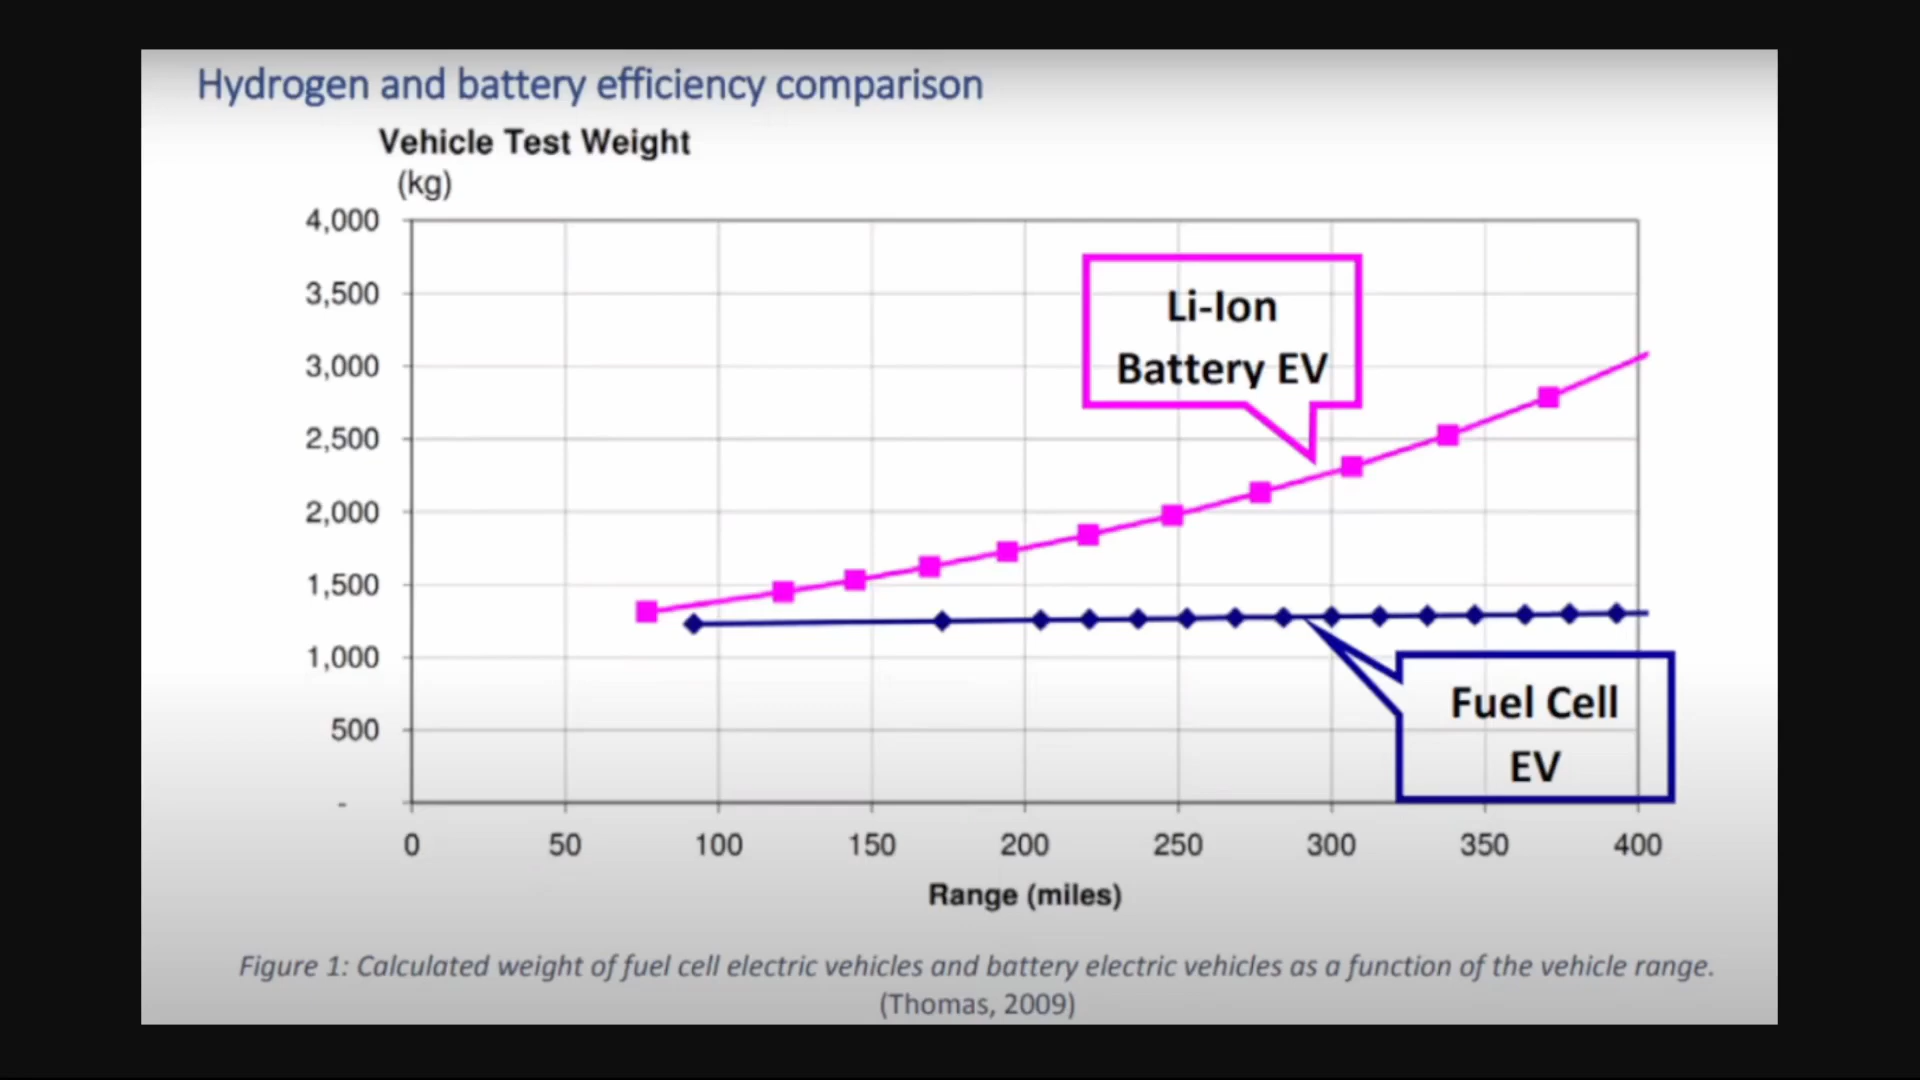 Hydrogen and battery efficiency comparison
Vehicle Test Weight
(kg)
4,000
3,500
3,000
2,500
2,000
1,500
1,000
500
-
Li-Ion
Battery EV
Fuel Cell
EV
0 50 100 150 200 250 300 350 400
Range (miles)
Figure 1: Calculated weight of fuel cell electric vehicles and battery electric vehicles as a function of the vehicle range.
(Thomas, 2009)